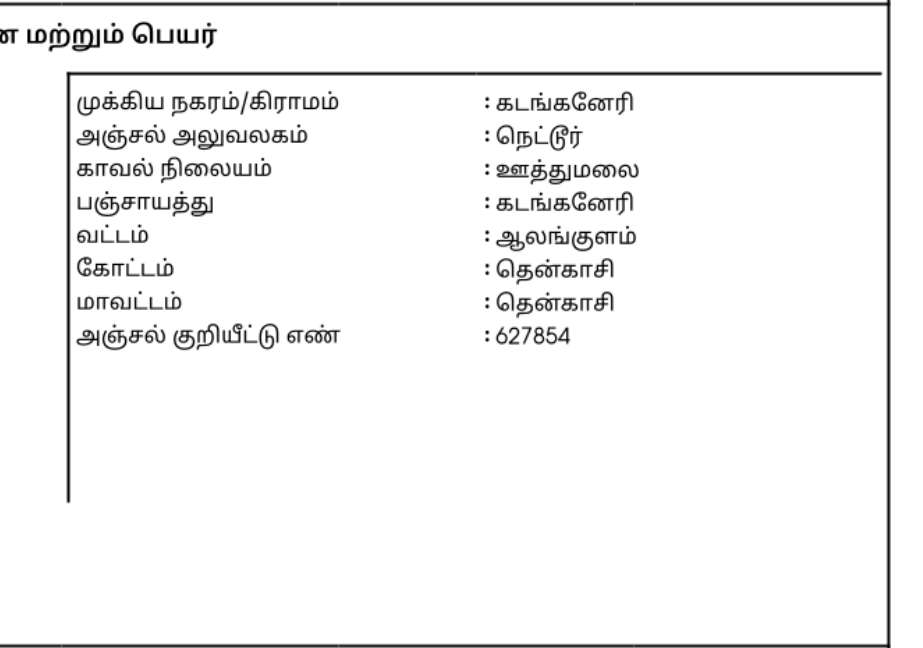 ன மற்றும் பெயர்
முக்கிய நகரம்/கிராமம் : கடங்கனேரி
அஞ்சல் அலுவலகம் : நெட்டூர்
காவல் நிலையம் : ஊத்துமலை
பஞ்சாயத்து : கடங்கனேரி
வட்டம் : ஆலங்குளம்
கோட்டம் : தென்காசி
மாவட்டம் : தென்காசி
அஞ்சல் குறியீட்டு எண் : 627854